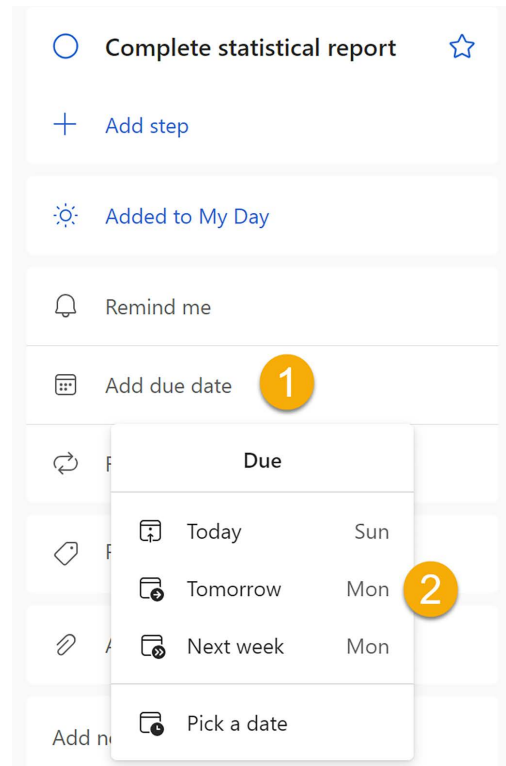 Complete statistical report
Add step
Added to My Day
Remind me
Add due date 1
Due
Today Sun
Tomorrow Mon 2
Next week Mon
Pick a date
Add